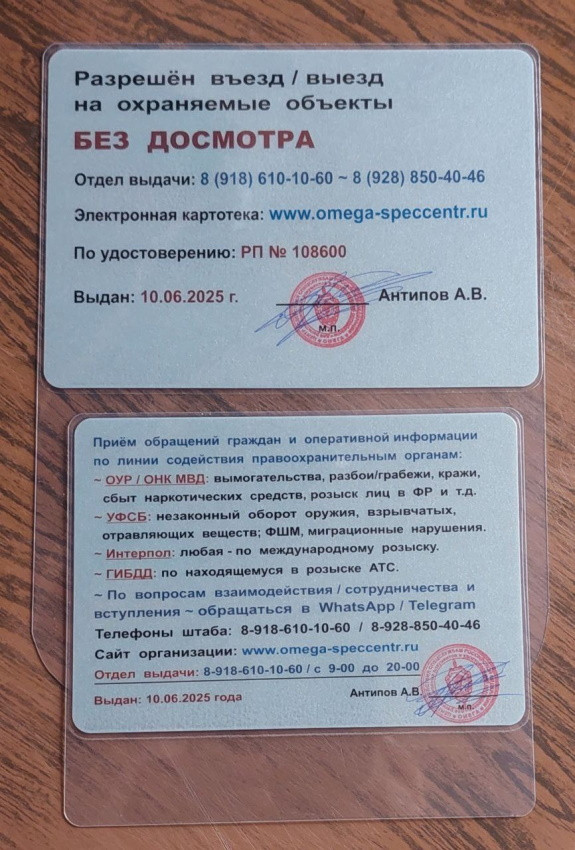 Разрешён въезд / выезд
на охраняемые объекты
БЕЗ ДОСМОТРА
Отдел выдачи: 8 (918) 610-10-60 ~ 8 (928) 850-40-46
Электронная картотека: www.omega-speccentr.ru
По удостоверению: РП № 108600
Выдан: 10.06.2025 г. Антипов А.В.
м.п.
Приём обращений граждан и оперативной информации
по линии содействия правоохранительным органам:
~ ОУР / ОНК МВД: вымогательства, разбои/грабежи, кражи,
сбыт наркотических средств, розыск лиц в ФР и т.д.
~ УФСБ: незаконный оборот оружия, взрывчатых,
отравляющих веществ; ФШМ, миграционные нарушения.
~ Интерпол: любая - по международному розыску.
~ ГИБДД: по находящемуся в розыске АТС.
~ По вопросам взаимодействия / сотрудничества и
вступления ~ обращаться в WhatsApp / Telegram
Телефоны штаба: 8-918-610-10-60 / 8-928-850-40-46
Сайт организации: www.omega-speccentr.ru
Отдел выдачи: 8-918-610-10-60 / с 9-00 до 20-00
Выдан: 10.06.2025 года Антипов А.В.
м.п.